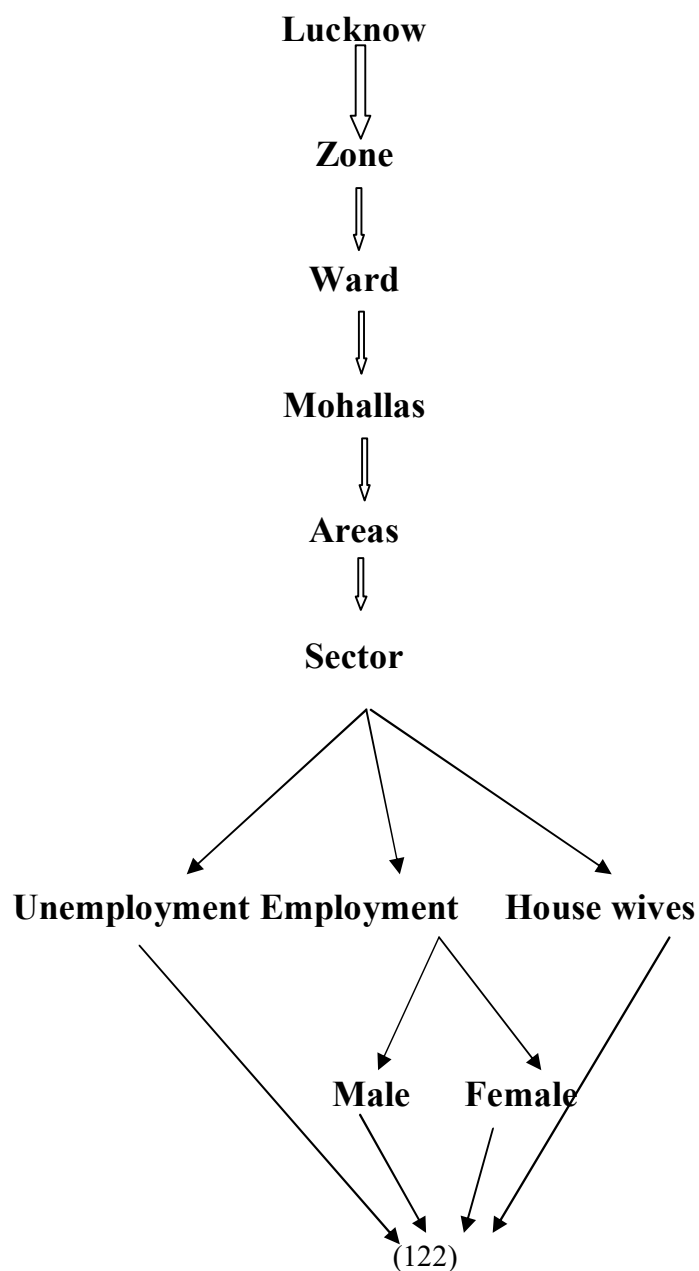 Lucknow
Zone
Ward
Mohallas
Areas
Sector
Unemployment Employment House wives
Male Female
(122)